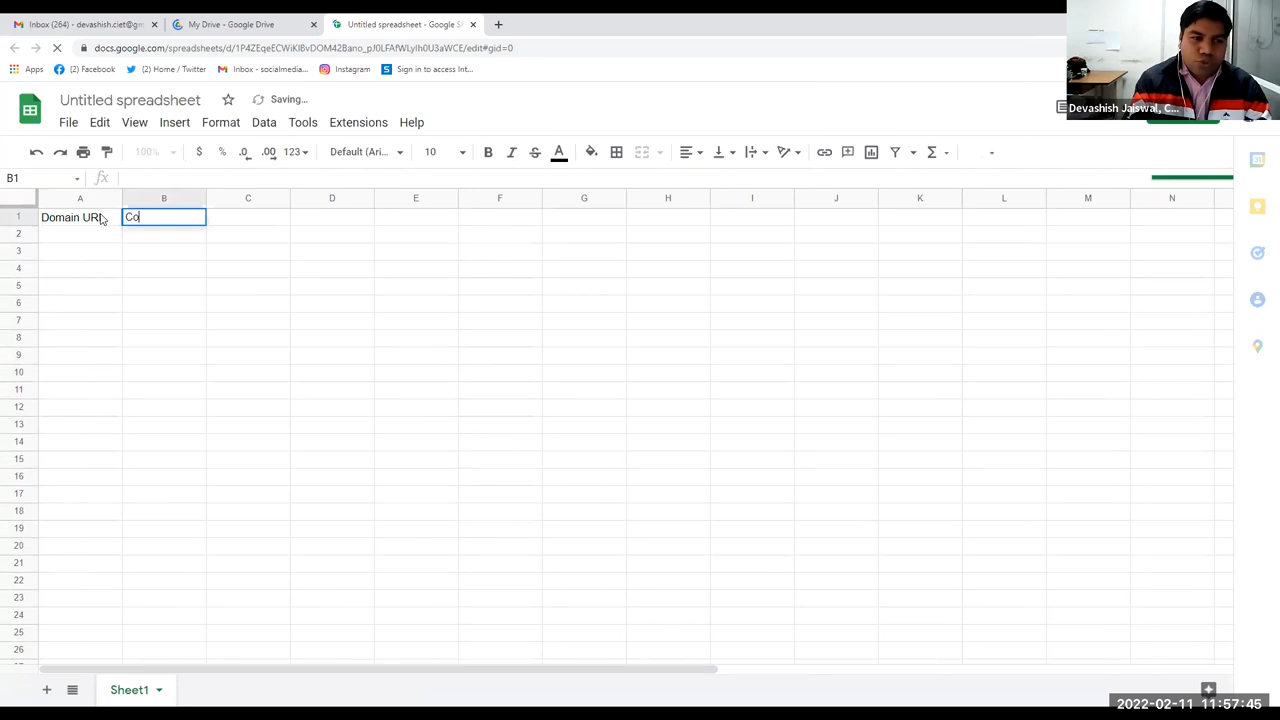 Inbox (264) - devashish.ciet@gm
My Drive - Google Drive
Untitled spreadsheet - Google S
docs.google.com/spreadsheets/d/1P4ZEqeECWiKIBvDOM42Bano_pJ0LFAfWLyIh0U3aWCE/edit#gid=0
Apps
(2) Facebook
(2) Home / Twitter
Inbox - socialmedia...
Instagram
Sign in to access Int...
Devashish Jaiswal, C...
Untitled spreadsheet
Saving...
File Edit View Insert Format Data Tools Extensions Help
100% $ % .0 .00 123 Default (Ari... 10 B I S A
B1 fx
A B C D E F G H I J K L M N
1 Domain URL Co
2
3
4
5
6
7
8
9
10
11
12
13
14
15
16
17
18
19
20
21
22
23
24
25
26
Sheet1
2022-02-11 11:57:45